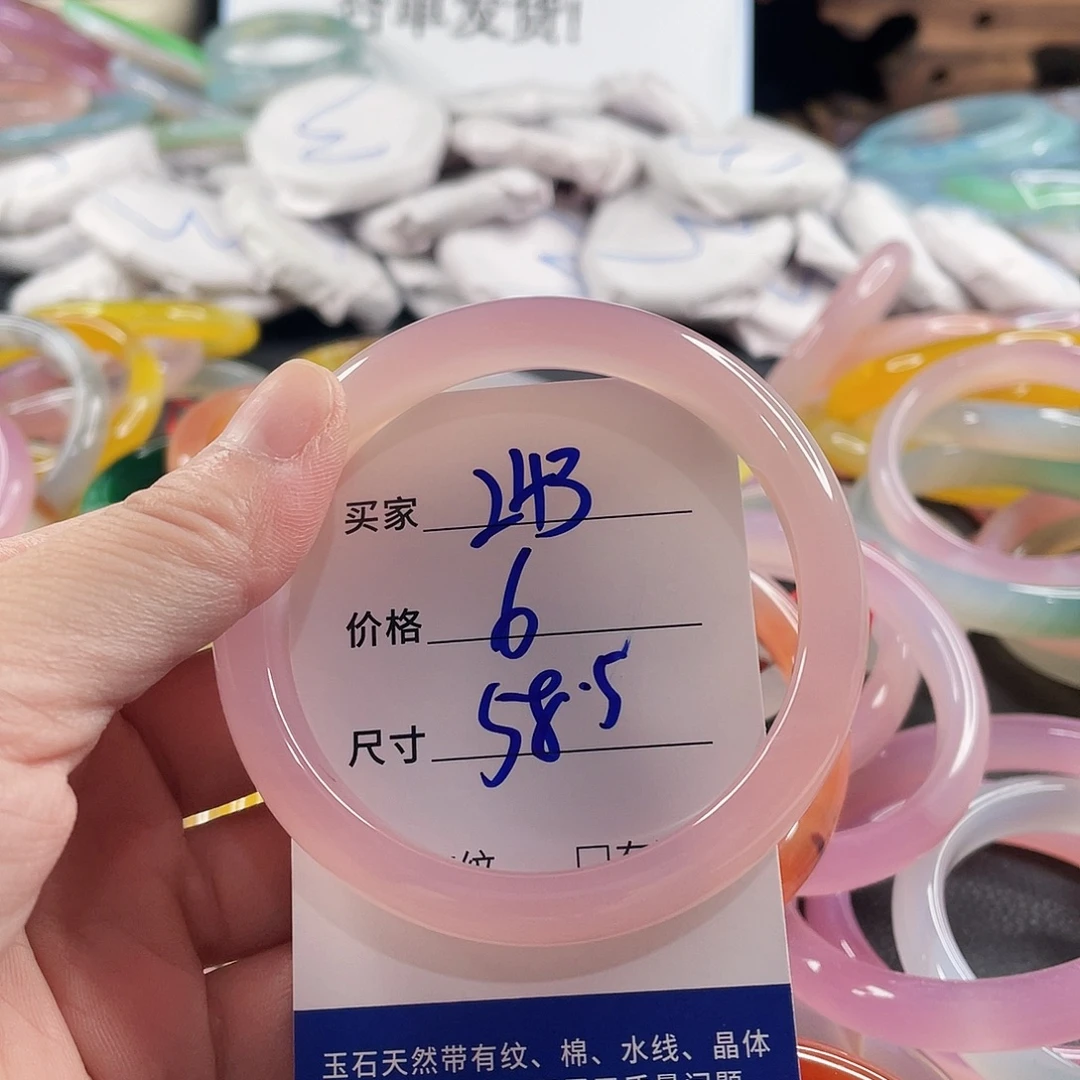 买家 243
价格 6
尺寸 58.5
玉石天然带有纹、棉、水线、晶体